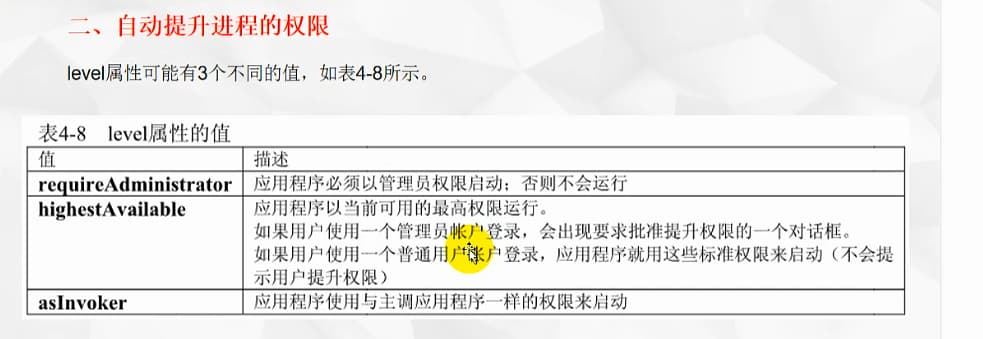 二、自动提升进程的权限
level属性可能有3个不同的值，如表4-8所示。
表4-8 level属性的值
值 描述
requireAdministrator 应用程序必须以管理员权限启动；否则不会运行
highestAvailable 应用程序以当前可用的最高权限运行。
如果用户使用一个管理员帐户登录，会出现要求批准提升权限的一个对话框。
如果用户使用一个普通用户帐户登录，应用程序就用这些标准权限来启动（不会提
示用户提升权限）
asInvoker 应用程序使用与主调应用程序一样的权限来启动